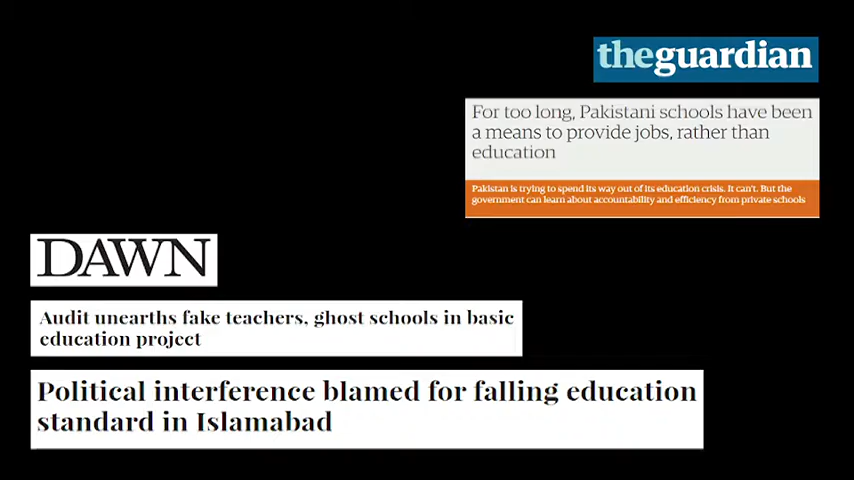 theguardian
For too long, Pakistani schools have been
a means to provide jobs, rather than
education
Pakistan is trying to spend its way out of its education crisis. It can't. But the
government can learn about accountability and efficiency from private schools
DAWN
Audit unearths fake teachers, ghost schools in basic
education project
Political interference blamed for falling education
standard in Islamabad